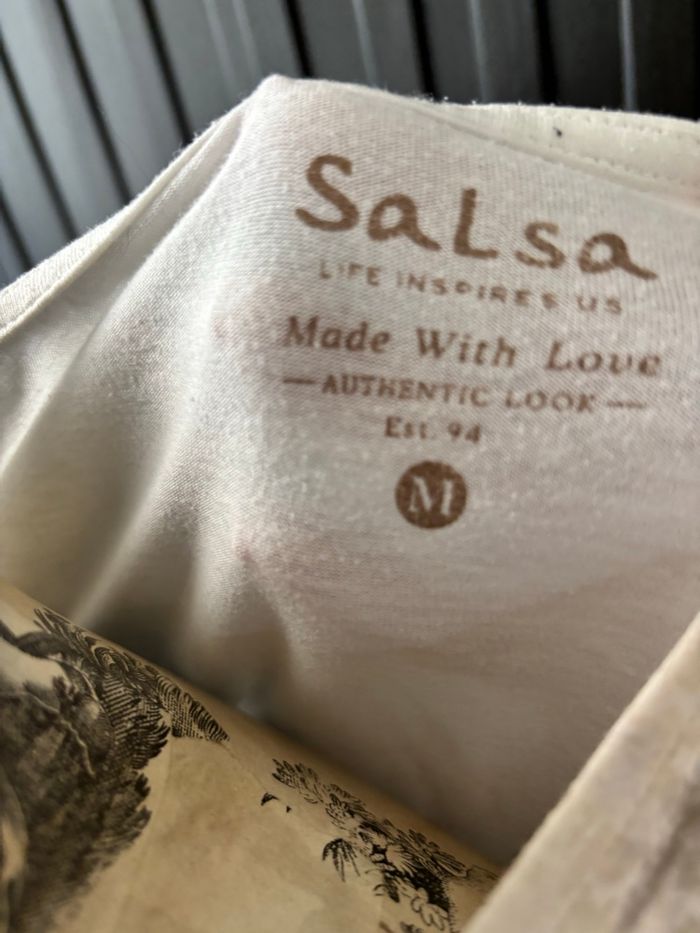 SaLsa
LIFE INSPIRES US
Made With Love
AUTHENTIC LOOK
Est. 94
M